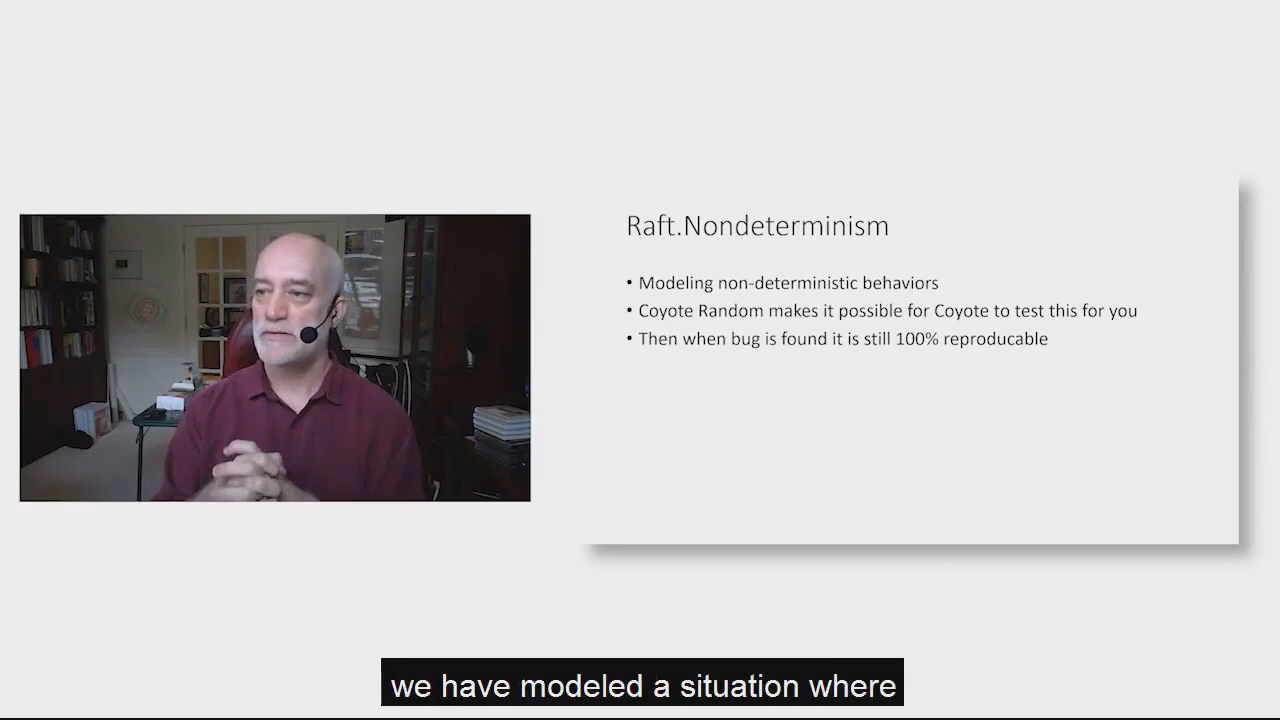 Raft.Nondeterminism
• Modeling non-deterministic behaviors
• Coyote Random makes it possible for Coyote to test this for you
• Then when bug is found it is still 100% reproducable
we have modeled a situation where